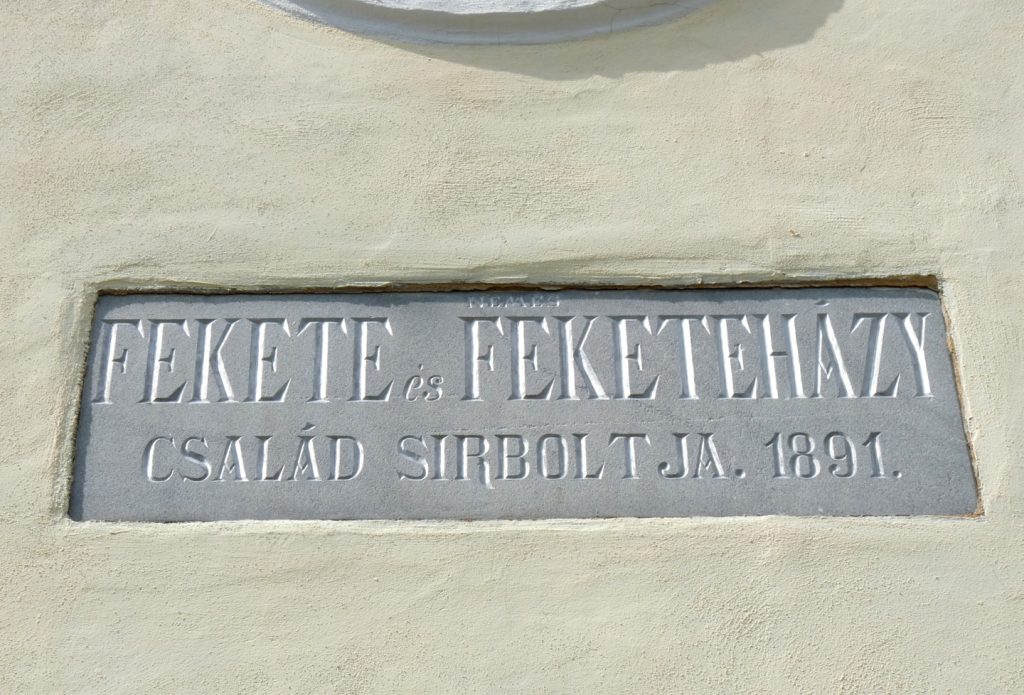 NEMES
FEKETE és FEKETEHÁZY
CSALÁD SIRBOLTJA. 1891.